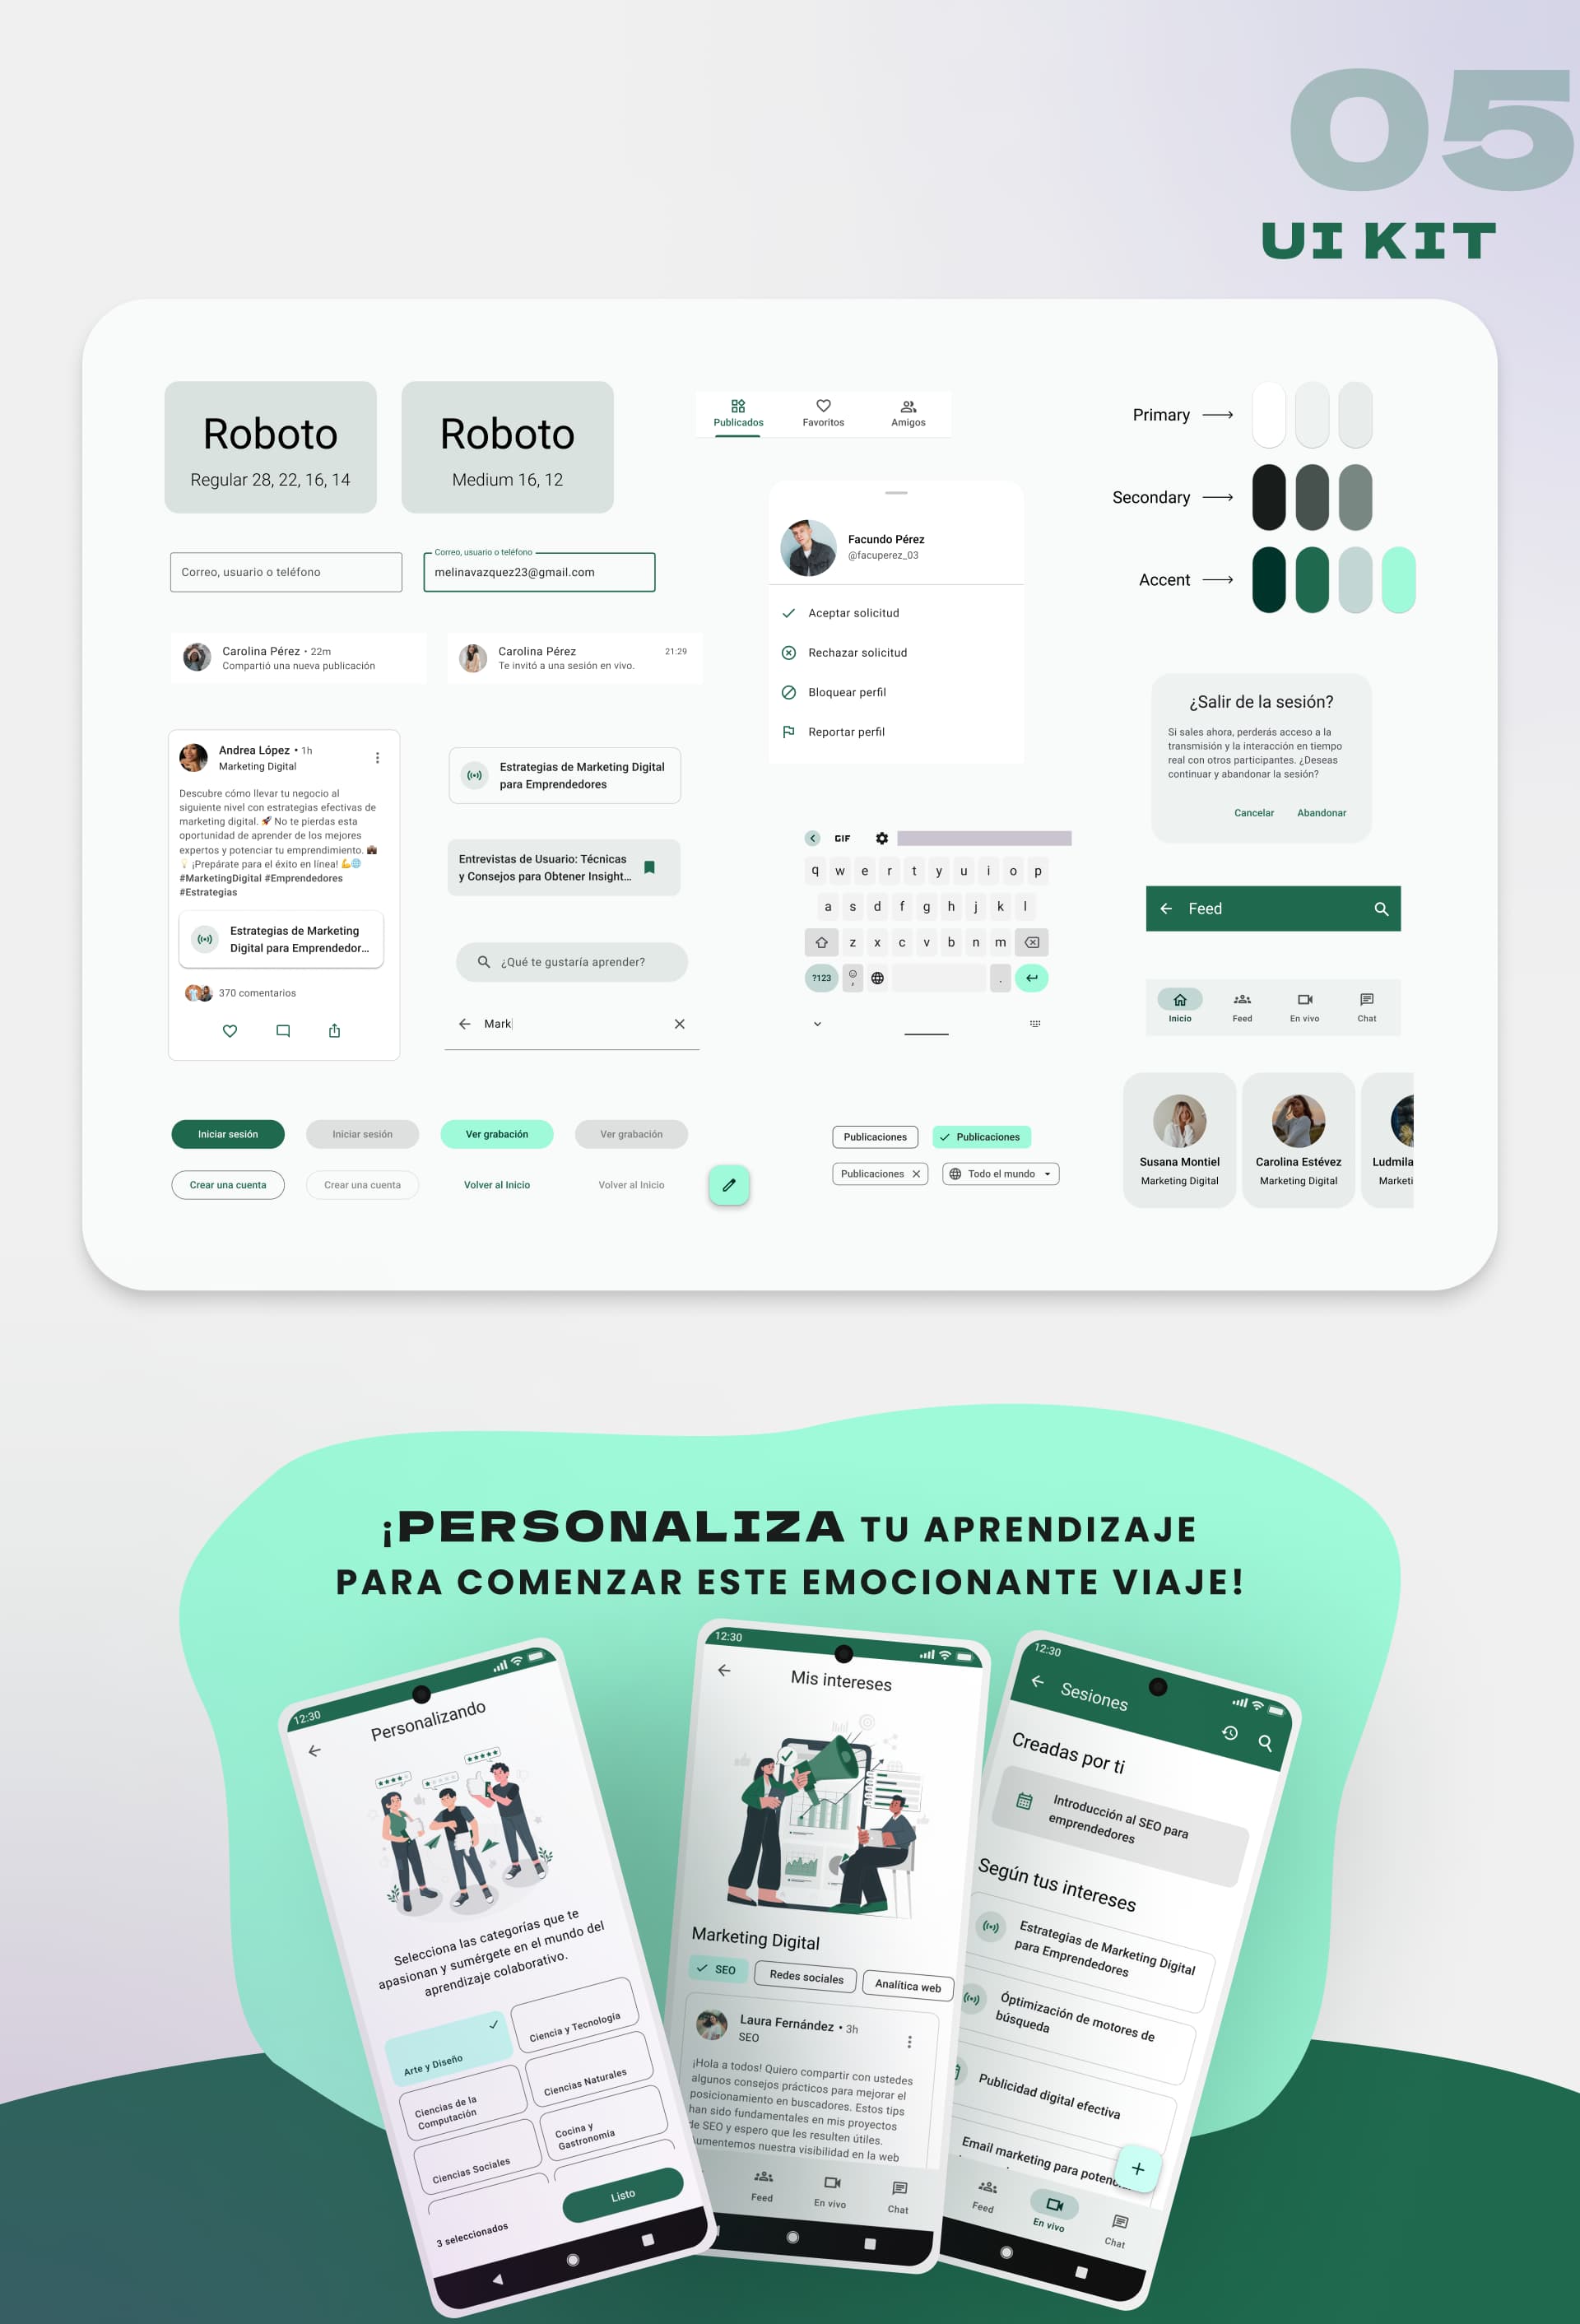 05
UI KIT
Roboto
Regular 28, 22, 16, 14
Roboto
Medium 16, 12
Correo, usuario o teléfono
Correo, usuario o teléfono
melinavazquez23@gmail.com
Carolina Pérez • 22m
Compartió una nueva publicación
Carolina Pérez
21:29
Te invitó a una sesión en vivo.
Andrea López • 1h
Marketing Digital
Descubre cómo llevar tu negocio al
siguiente nivel con estrategias efectivas de
marketing digital. 🚀 No te pierdas esta
oportunidad de aprender de los mejores
expertos y potenciar tu emprendimiento. 💼
💡 ¡Prepárate para el éxito en línea! 💪🌐
#MarketingDigital #Emprendedores
#Estrategias
Estrategias de Marketing
Digital para Emprendedor...
370 comentarios
Estrategias de Marketing Digital
para Emprendedores
Entrevistas de Usuario: Técnicas
y Consejos para Obtener Insight...
¿Qué te gustaría aprender?
Mark
Iniciar sesión
Iniciar sesión
Ver grabación
Ver grabación
Crear una cuenta
Crear una cuenta
Volver al Inicio
Volver al Inicio
Publicados
Favoritos
Amigos
Facundo Pérez
@facuperez_03
Aceptar solicitud
Rechazar solicitud
Bloquear perfil
Reportar perfil
GIF
q w e r t y u i o p
a s d f g h j k l
z x c v b n m
?123 , .
Publicaciones
Publicaciones
Publicaciones
Todo el mundo
Primary
Secondary
Accent
¿Salir de la sesión?
Si sales ahora, perderás acceso a la
transmisión y la interacción en tiempo
real con otros participantes. ¿Deseas
continuar y abandonar la sesión?
Cancelar
Abandonar
Feed
Inicio
Feed
En vivo
Chat
Susana Montiel
Marketing Digital
Carolina Estévez
Marketing Digital
Ludmila
Marketi
¡PERSONALIZA TU APRENDIZAJE
PARA COMENZAR ESTE EMOCIONANTE VIAJE!
12:30
Personalizando
Selecciona las categorías que te
apasionan y sumérgete en el mundo del
aprendizaje colaborativo.
Arte y Diseño
Ciencia y Tecnología
Ciencias de la
Computación
Ciencias Naturales
Ciencias Sociales
Cocina y
Gastronomía
3 seleccionados
Listo
12:30
Mis intereses
Marketing Digital
SEO
Redes sociales
Analítica web
Laura Fernández • 3h
SEO
¡Hola a todos! Quiero compartir con ustedes
algunos consejos prácticos para mejorar el
posicionamiento en buscadores. Estos tips
han sido fundamentales en mis proyectos
de SEO y espero que les resulten útiles.
Aumentemos nuestra visibilidad en la web
Feed
En vivo
Chat
12:30
Sesiones
Creadas por ti
Introducción al SEO para
emprendedores
Según tus intereses
Estrategias de Marketing Digital
para Emprendedores
Óptimización de motores de
búsqueda
Publicidad digital efectiva
Email marketing para
Feed
En vivo
Chat